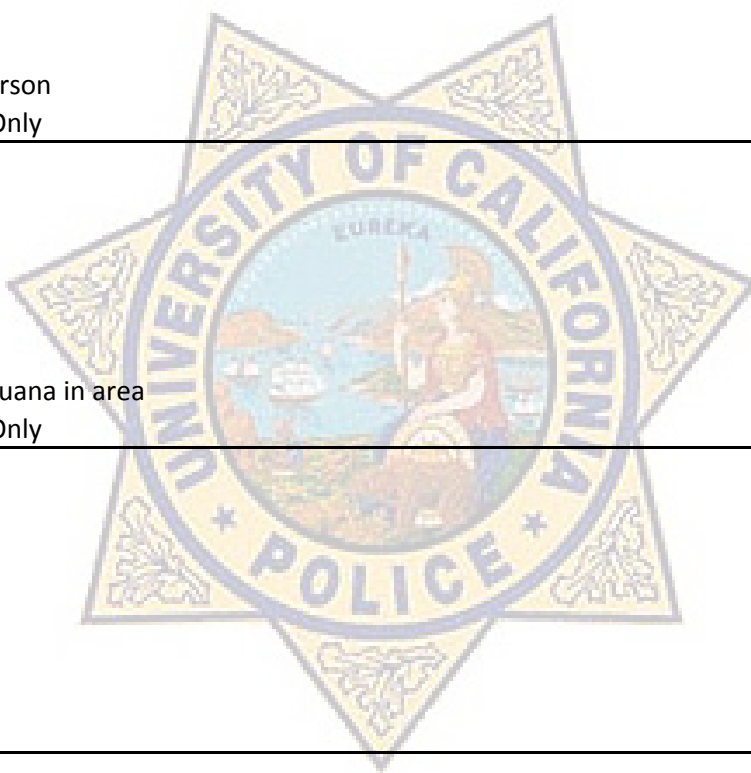 rson
Only
UNIVERSITY OF CALIFORNIA
EUREKA
uana in area
Only
★ POLICE ★